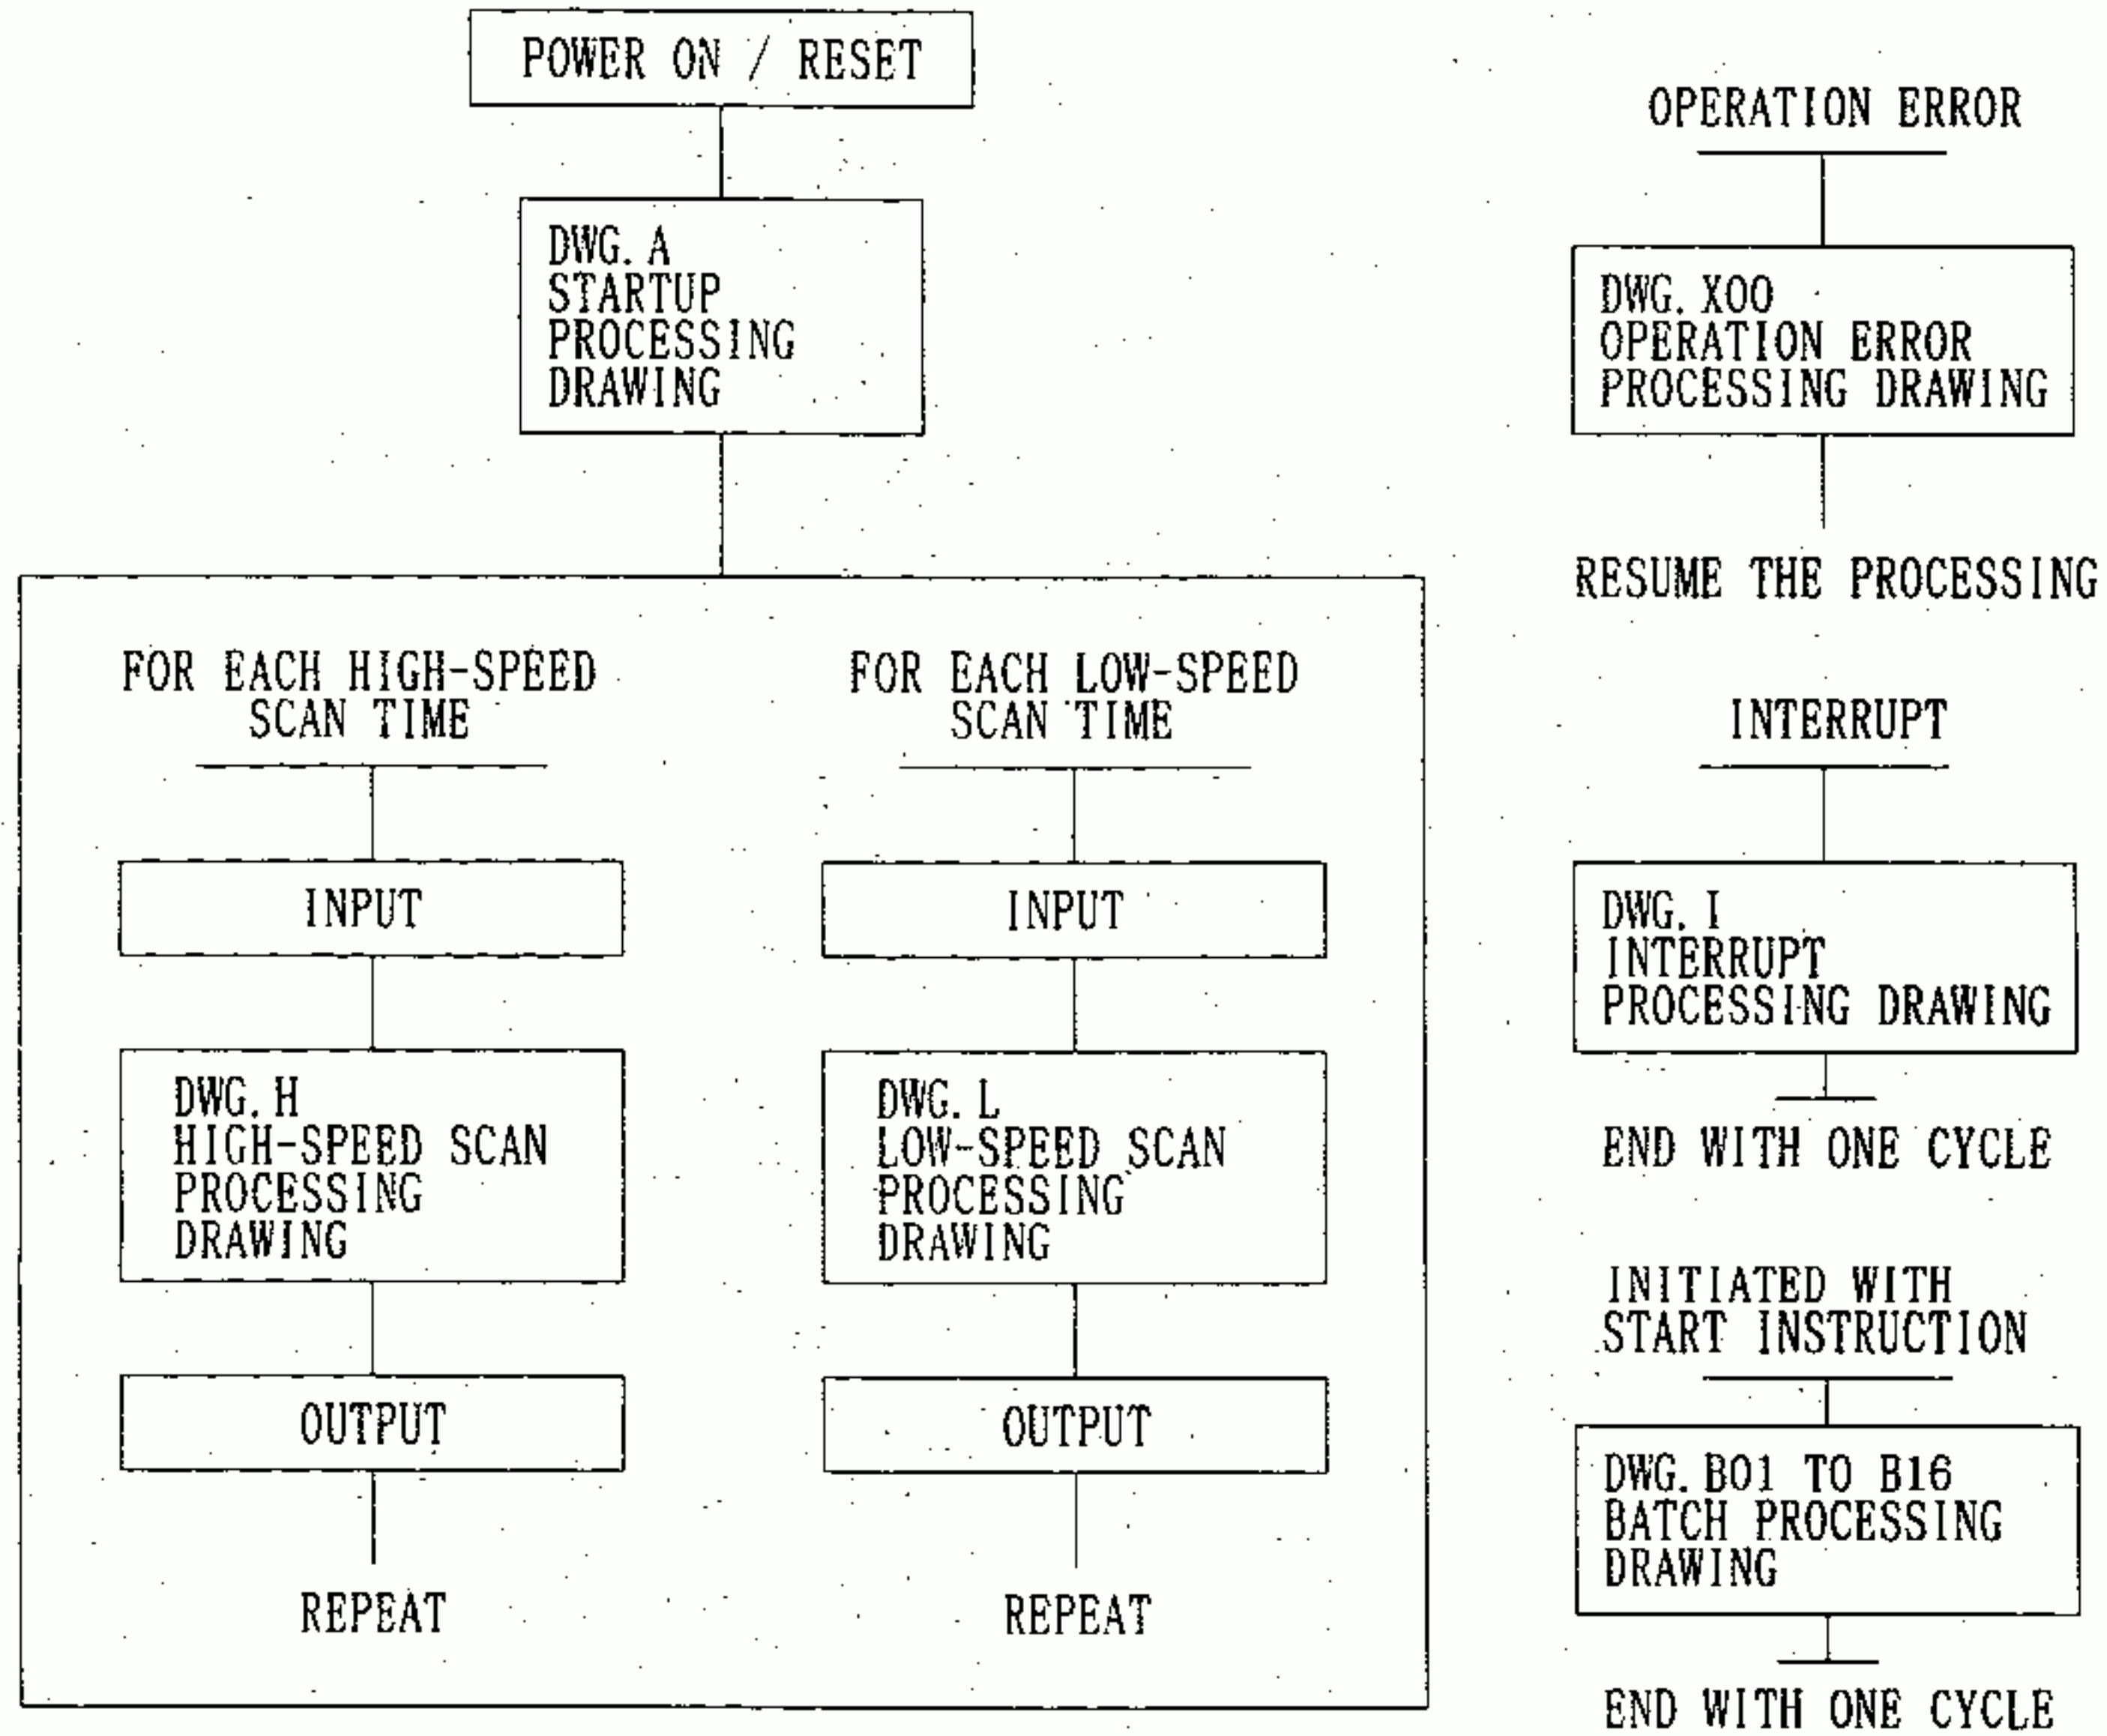 POWER ON / RESET
DWG. A
STARTUP
PROCESSING
DRAWING
FOR EACH HIGH-SPEED
SCAN TIME
INPUT
DWG. H
HIGH-SPEED SCAN
PROCESSING
DRAWING
OUTPUT
REPEAT
FOR EACH LOW-SPEED
SCAN TIME
INPUT
DWG. L
LOW-SPEED SCAN
PROCESSING
DRAWING
OUTPUT
REPEAT
OPERATION ERROR
DWG. X00
OPERATION ERROR
PROCESSING DRAWING
RESUME THE PROCESSING
INTERRUPT
DWG. I
INTERRUPT
PROCESSING DRAWING
END WITH ONE CYCLE
INITIATED WITH
START INSTRUCTION
DWG. B01 TO B16
BATCH PROCESSING
DRAWING
END WITH ONE CYCLE